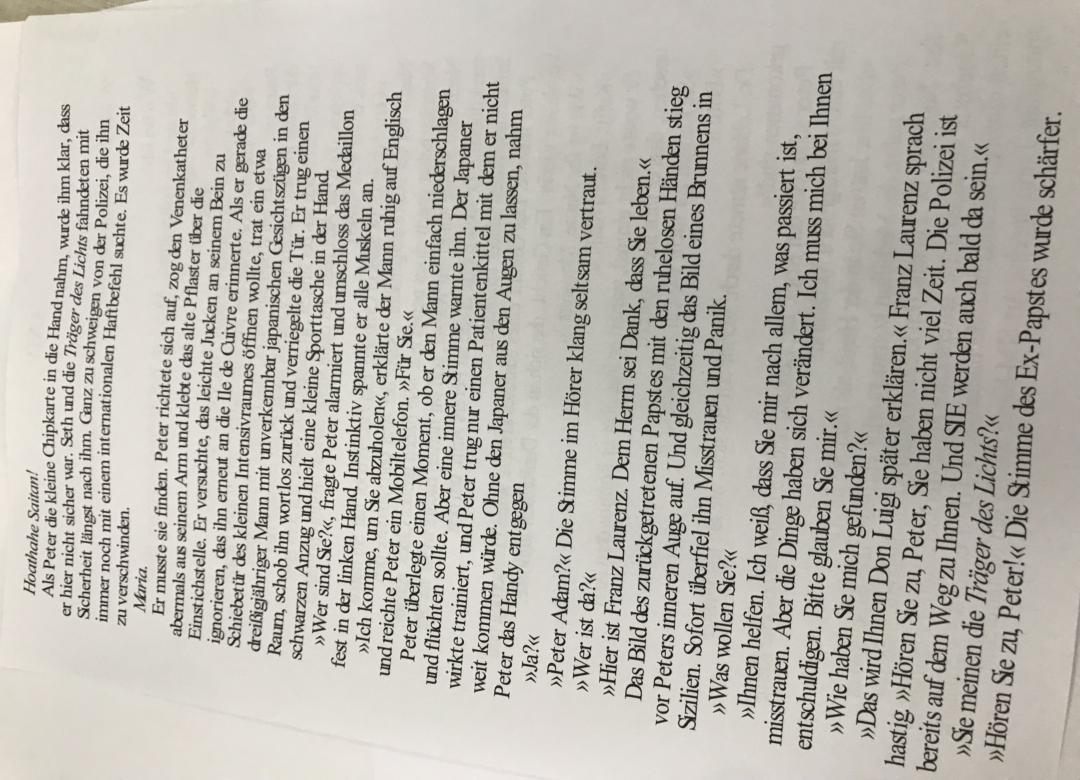 Hoathahe Saitan!
Als Peter die kleine Chipkarte in die Hand nahm, wurde ihm klar, dass
er hier nicht sicher war. Seth und die Träger des Lichts fahndeten mit
Sicherheit längst nach ihm. Ganz zu schweigen von der Polizei, die ihn
immer noch mit einem internationalen Haftbefehl suchte. Es wurde Zeit
zu verschwinden.
Maria.
Er musste sie finden. Peter richtete sich auf, zog den Venenkatheter
abermals aus seinem Arm und klebte das alte Pflaster über die
Einstichstelle. Er versuchte, das leichte Jucken an seinem Bein zu
ignorieren, das ihn erneut an die Ile de Cuivre erinnerte. Als er gerade die
Schiebetür des kleinen Intensivraumes öffnen wollte, trat ein etwa
dreißigjähriger Mann mit unverkennbar japanischen Gesichtszügen in den
Raum, schob ihn wortlos zurück und verriegelte die Tür. Er trug einen
schwarzen Anzug und hielt eine kleine Sporttasche in der Hand.
»Wer sind Sie?«, fragte Peter alarmiert und umschloss das Medaillon
fest in der linken Hand. Instinktiv spannte er alle Muskeln an.
»Ich komme, um Sie abzuholen«, erklärte der Mann ruhig auf Englisch
und reichte Peter ein Mobiltelefon. »Für Sie.«
Peter überlegte einen Moment, ob er den Mann einfach niederschlagen
und flüchten sollte. Aber eine innere Stimme warnte ihn. Der Japaner
wirkte trainiert, und Peter trug nur einen Patientenkittel mit dem er nicht
weit kommen würde. Ohne den Japaner aus den Augen zu lassen, nahm
Peter das Handy entgegen
»Ja?«
»Peter Adam?« Die Stimme im Hörer klang seltsam vertraut.
»Wer ist da?«
»Hier ist Franz Laurenz. Dem Herrn sei Dank, dass Sie leben.«
Das Bild des zurückgetretenen Papstes mit den ruhelosen Händen stieg
vor Peters inneren Auge auf. Und gleichzeitig das Bild eines Brunnens in
Sizilien. Sofort überfiel ihn Misstrauen und Panik.
»Was wollen Sie?«
»Ihnen helfen. Ich weiß, dass Sie mir nach allem, was passiert ist,
misstrauen. Aber die Dinge haben sich verändert. Ich muss mich bei Ihnen
entschuldigen. Bitte glauben Sie mir.«
»Wie haben Sie mich gefunden?«
»Das wird Ihnen Don Luigi später erklären.« Franz Laurenz sprach
hastig »Hören Sie zu, Peter, Sie haben nicht viel Zeit. Die Polizei ist
bereits auf dem Weg zu Ihnen. Und SIE werden auch bald da sein.«
»Sie meinen die Träger des Lichts?«
»Hören Sie zu, Peter!« Die Stimme des Ex-Papstes wurde schärfer.